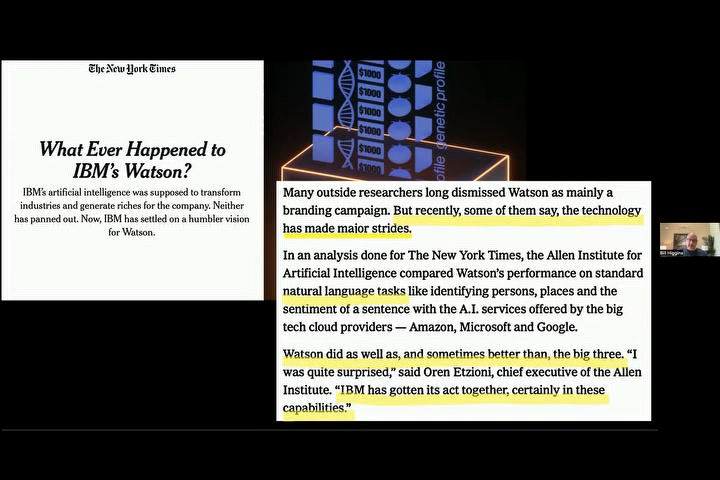 The New York Times
What Ever Happened to
IBM's Watson?
IBM's artificial intelligence was supposed to transform
industries and generate riches for the company. Neither
has panned out. Now, IBM has settled on a humbler vision
for Watson.
$1000
$1000
$1000
$1000
$1000
genetic profile
Many outside researchers long dismissed Watson as mainly a
branding campaign. But recently, some of them say, the technology
has made major strides.
In an analysis done for The New York Times, the Allen Institute for
Artificial Intelligence compared Watson's performance on standard
natural language tasks like identifying persons, places and the
sentiment of a sentence with the A.I. services offered by the big
tech cloud providers — Amazon, Microsoft and Google.
Watson did as well as, and sometimes better than, the big three. “I
was quite surprised,” said Oren Etzioni, chief executive of the Allen
Institute. “IBM has gotten its act together, certainly in these
capabilities.”
Bill Higgins